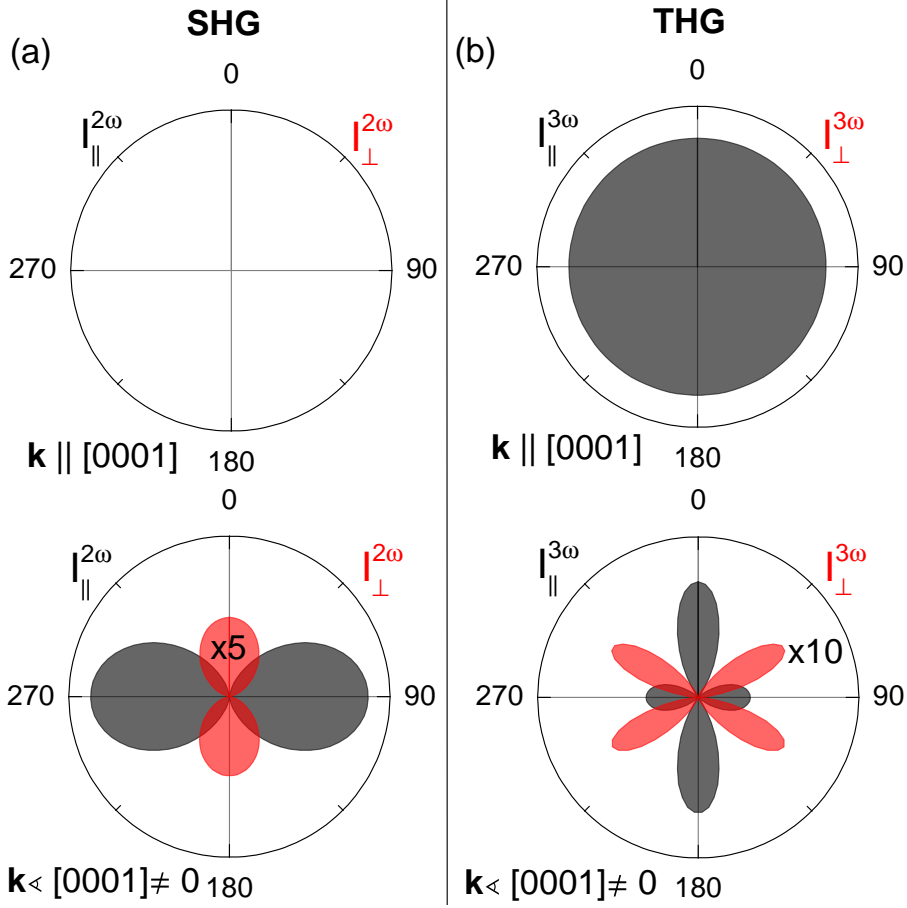 SHG
(a)
0
I∥^2ω
I⊥^2ω
270
90
k || [0001]
180
0
I∥^2ω
I⊥^2ω
x5
270
90
k∢ [0001]≠ 0
180
THG
(b)
0
I∥^3ω
I⊥^3ω
270
90
k || [0001]
180
0
I∥^3ω
I⊥^3ω
x10
270
90
k∢ [0001]≠ 0
180